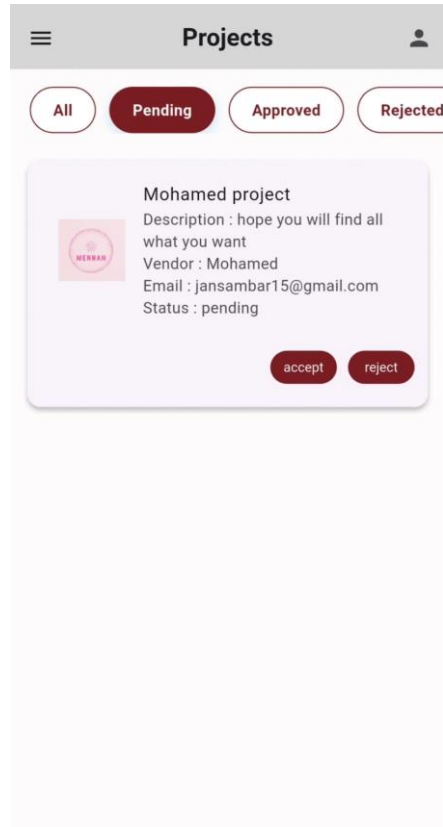 Projects
All
Pending
Approved
Rejected
Mohamed project
Description : hope you will find all
what you want
Vendor : Mohamed
Email : jansambar15@gmail.com
Status : pending
MENNAH
accept
reject